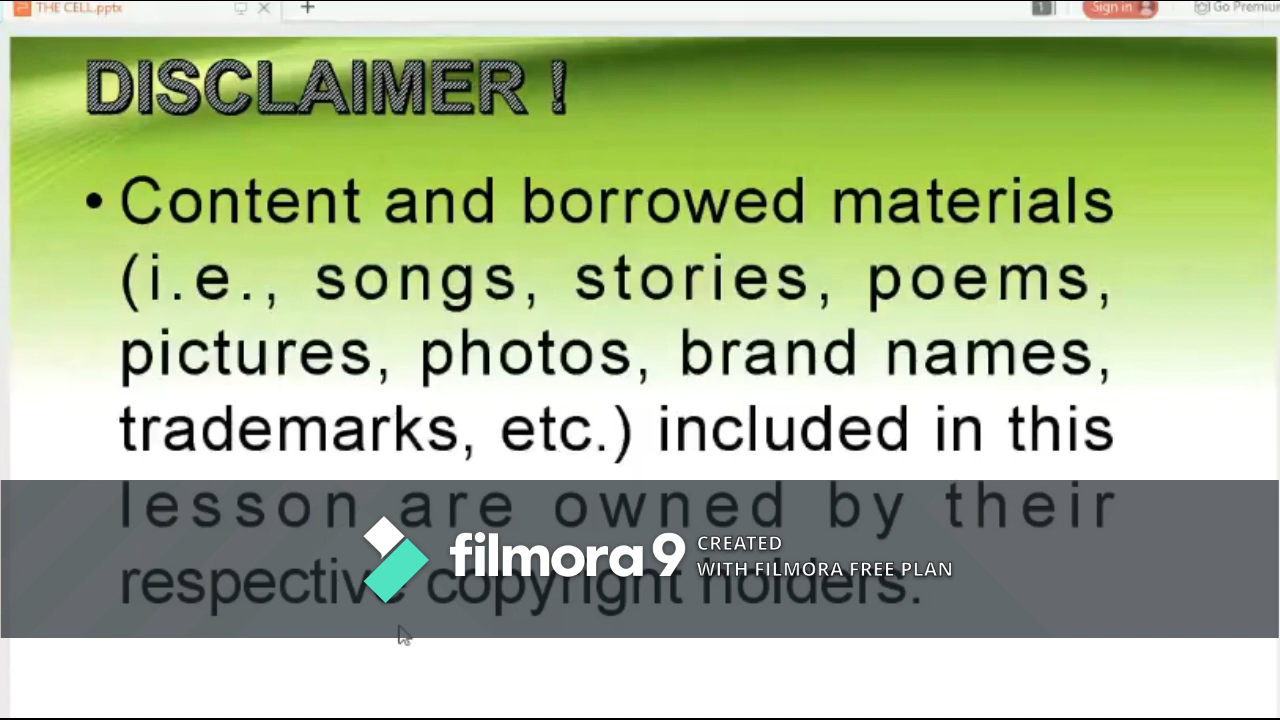 THE CELL.pptx
1
Sign in
Go Premium
DISCLAIMER !
• Content and borrowed materials
(i.e., songs, stories, poems,
pictures, photos, brand names,
trademarks, etc.) included in this
lesson are owned by their
respective copyright holders.
filmora9 CREATED
WITH FILMORA FREE PLAN